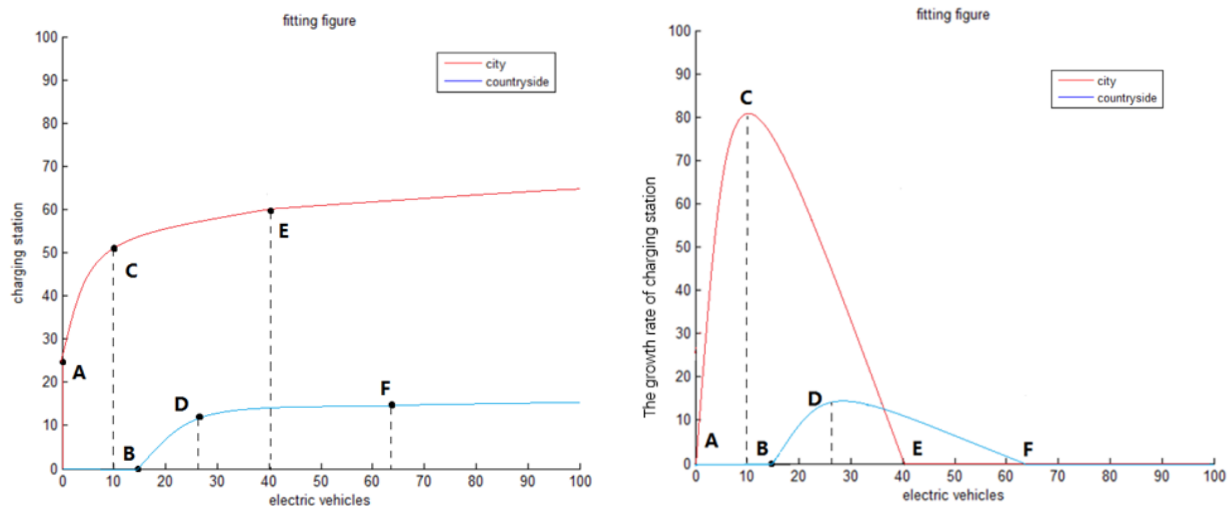 fitting figure
100
90
80
70
60
50
40
30
20
10
0
charging station
city
countryside
A
C
E
B
D
F
0 10 20 30 40 50 60 70 80 90 100
electric vehicles
fitting figure
100
90
80
70
60
50
40
30
20
10
0
The growth rate of charging station
city
countryside
C
D
A
B
E
F
0 10 20 30 40 50 60 70 80 90 100
electric vehicles